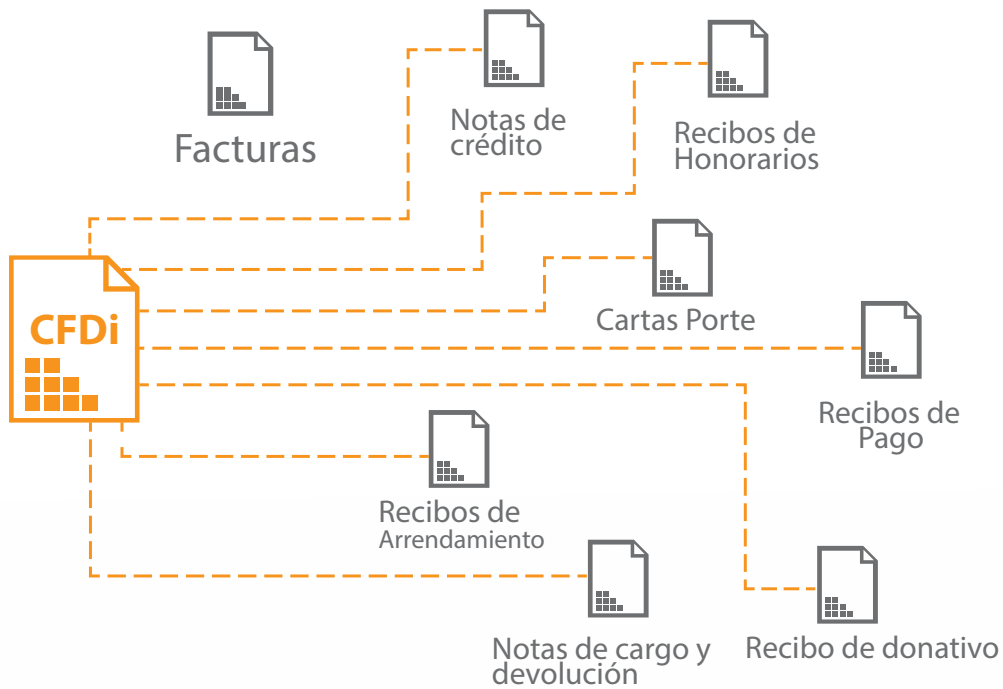 Facturas
Notas de
crédito
Recibos de
Honorarios
CFDi
Cartas Porte
Recibos de
Pago
Recibos de
Arrendamiento
Notas de cargo y
devolución
Recibo de donativo